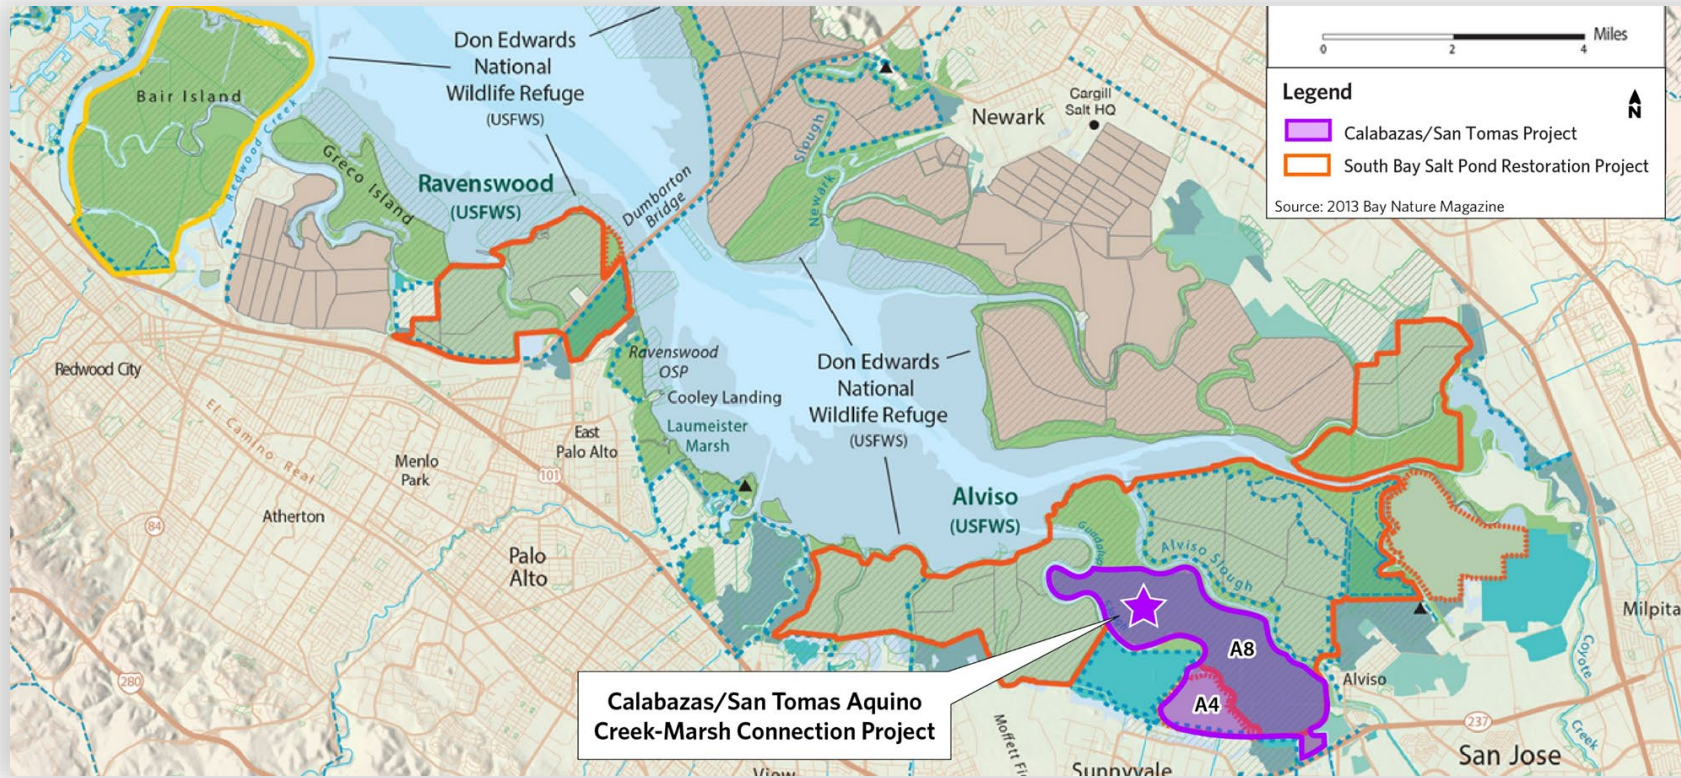 Don Edwards
National
Wildlife Refuge
(USFWS)
Bair Island
Redwood Creek
Greco Island
Ravenswood
(USFWS)
Dumbarton
Bridge
Slough
Newark
Newark
Cargill
Salt HQ
0 2 4 Miles
Legend
N
Calabazas/San Tomas Project
South Bay Salt Pond Restoration Project
Source: 2013 Bay Nature Magazine
Redwood City
El Camino Real
Ravenswood
OSP
Cooley Landing
Laumeister
Marsh
East
Palo Alto
Menlo
Park
101
84
Atherton
Palo
Alto
280
Don Edwards
National
Wildlife Refuge
(USFWS)
Alviso
(USFWS)
Alviso Slough
A8
A4
Alviso
Milpita
Coyote
Creek
237
San Jose
Calabazas/San Tomas Aquino
Creek-Marsh Connection Project
Moffett Fi
View
Sunnyvale